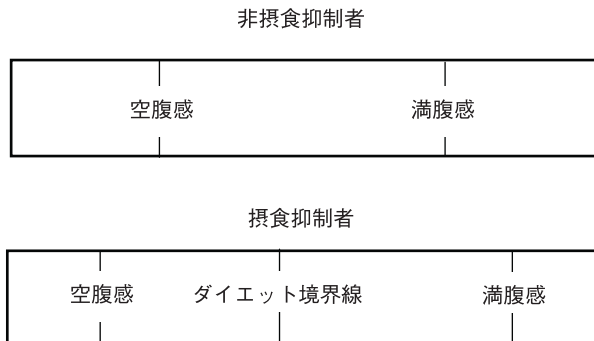 非摂食抑制者
空腹感 満腹感
摂食抑制者
空腹感 ダイエット境界線 満腹感